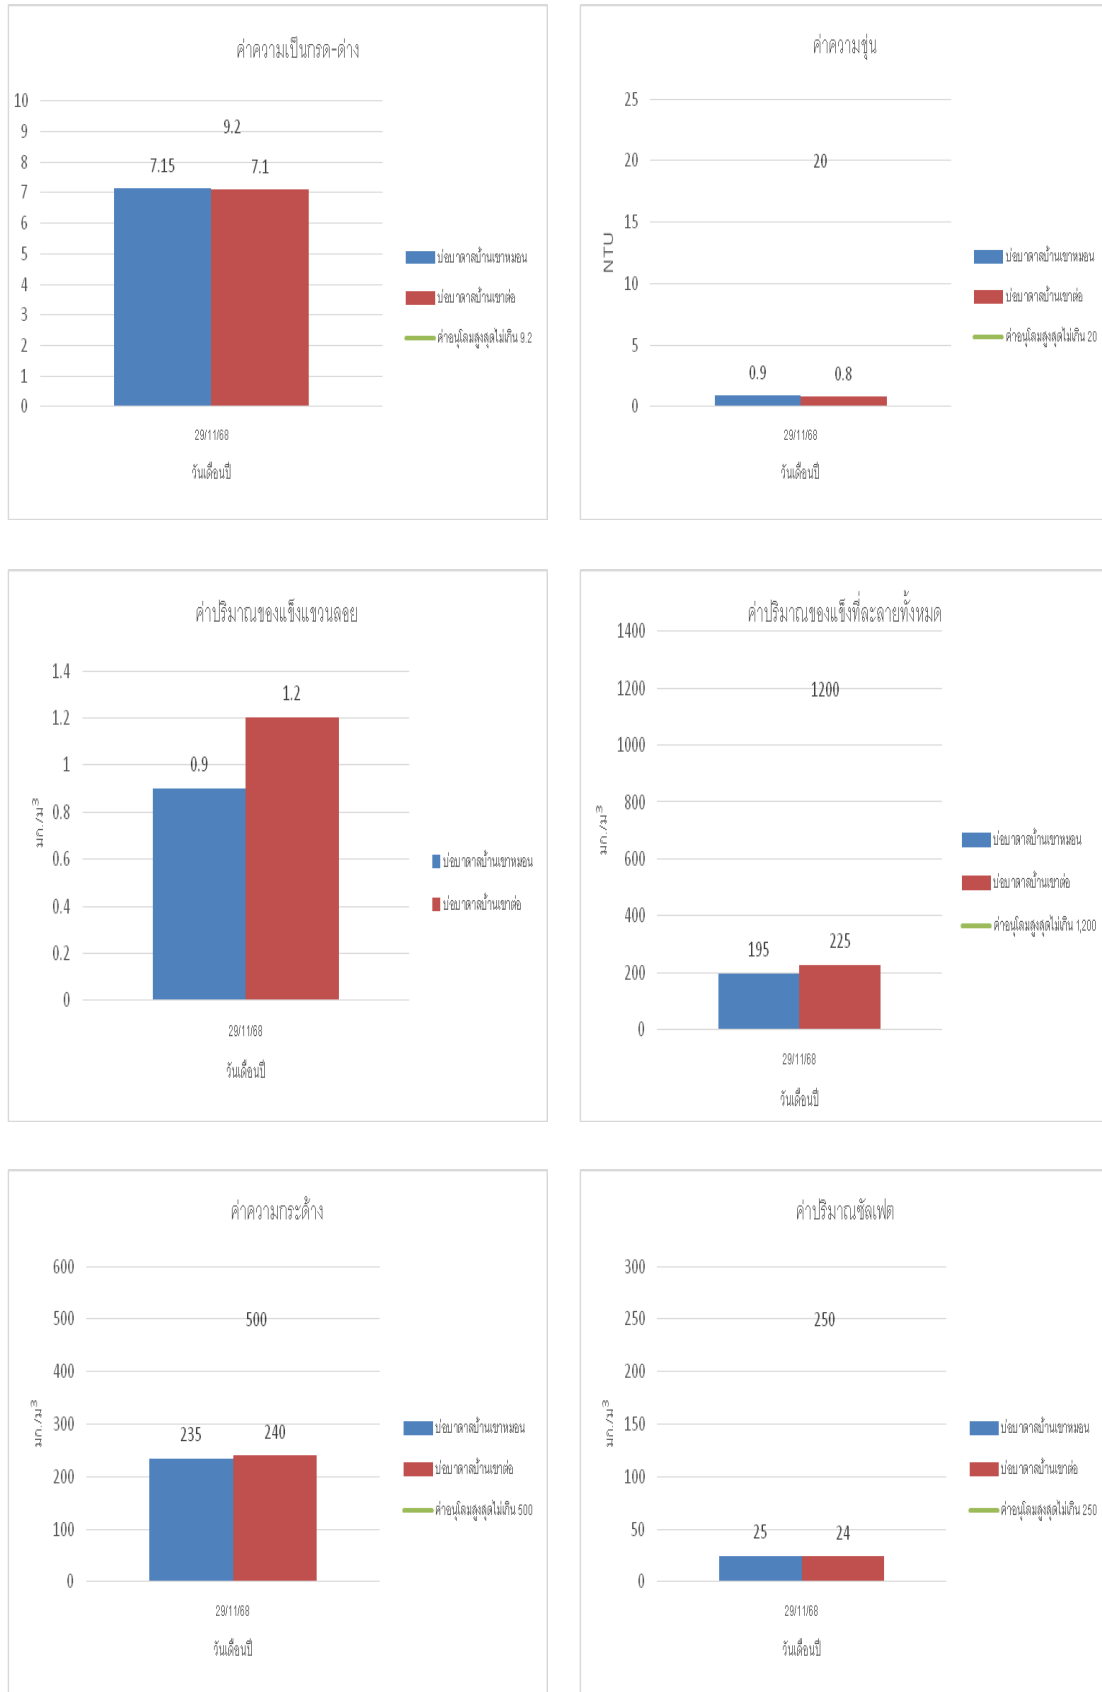 ค่าความเป็นกรด-ด่าง
10
9
8
7
6
5
4
3
2
1
0
9.2
7.15
7.1
29/11/68
วันเดือนปี
บ่อบาดาลบ้านเขาหมอน
บ่อบาดาลบ้านเขาต่อ
ค่าอนุโลมสูงสุดไม่เกิน 9.2
ค่าความขุ่น
25
20
15
10
5
0
NTU
20
0.9
0.8
29/11/68
วันเดือนปี
บ่อบาดาลบ้านเขาหมอน
บ่อบาดาลบ้านเขาต่อ
ค่าอนุโลมสูงสุดไม่เกิน 20
ค่าปริมาณของแข็งแขวนลอย
1.4
1.2
1
0.8
0.6
0.4
0.2
0
มก./ม³
0.9
1.2
29/11/68
วันเดือนปี
บ่อบาดาลบ้านเขาหมอน
บ่อบาดาลบ้านเขาต่อ
ค่าปริมาณของแข็งที่ละลายทั้งหมด
1400
1200
1000
800
600
400
200
0
มก./ม³
1200
195
225
29/11/68
วันเดือนปี
บ่อบาดาลบ้านเขาหมอน
บ่อบาดาลบ้านเขาต่อ
ค่าอนุโลมสูงสุดไม่เกิน 1,200
ค่าความกระด้าง
600
500
400
300
200
100
0
มก./ม³
500
235
240
29/11/68
วันเดือนปี
บ่อบาดาลบ้านเขาหมอน
บ่อบาดาลบ้านเขาต่อ
ค่าอนุโลมสูงสุดไม่เกิน 500
ค่าปริมาณซัลเฟต
300
250
200
150
100
50
0
มก./ม³
250
25
24
29/11/68
วันเดือนปี
บ่อบาดาลบ้านเขาหมอน
บ่อบาดาลบ้านเขาต่อ
ค่าอนุโลมสูงสุดไม่เกิน 250